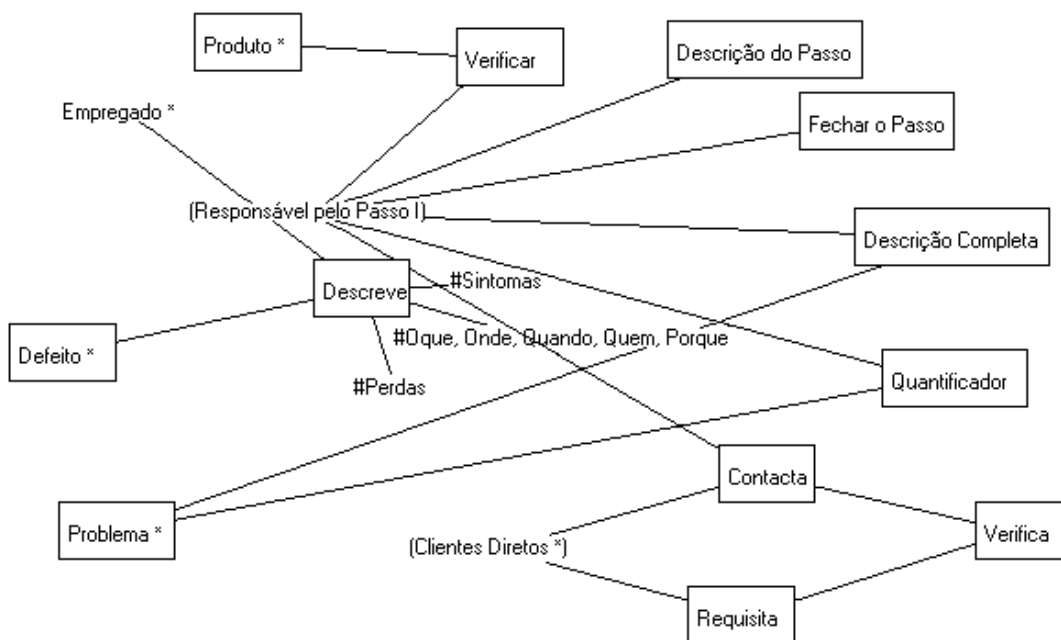 Produto *
Verificar
Descrição do Passo
Empregado *
Fechar o Passo
(Responsável pelo Passo I)
Descrição Completa
Descreve
#Sintomas
#Oque, Onde, Quando, Quem, Porque
Defeito *
#Perdas
Quantificador
Contacta
Problema *
(Clientes Diretos *)
Verifica
Requisita